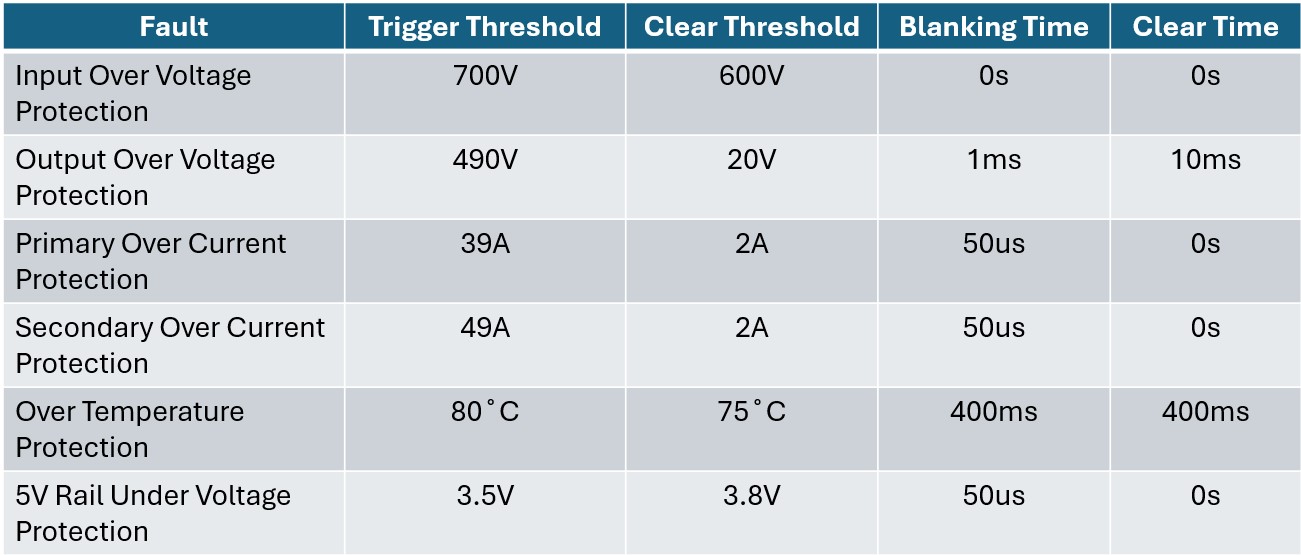 Fault Trigger Threshold Clear Threshold Blanking Time Clear Time
Input Over Voltage Protection 700V 600V 0s 0s
Output Over Voltage Protection 490V 20V 1ms 10ms
Primary Over Current Protection 39A 2A 50us 0s
Secondary Over Current Protection 49A 2A 50us 0s
Over Temperature Protection 80˚C 75˚C 400ms 400ms
5V Rail Under Voltage Protection 3.5V 3.8V 50us 0s